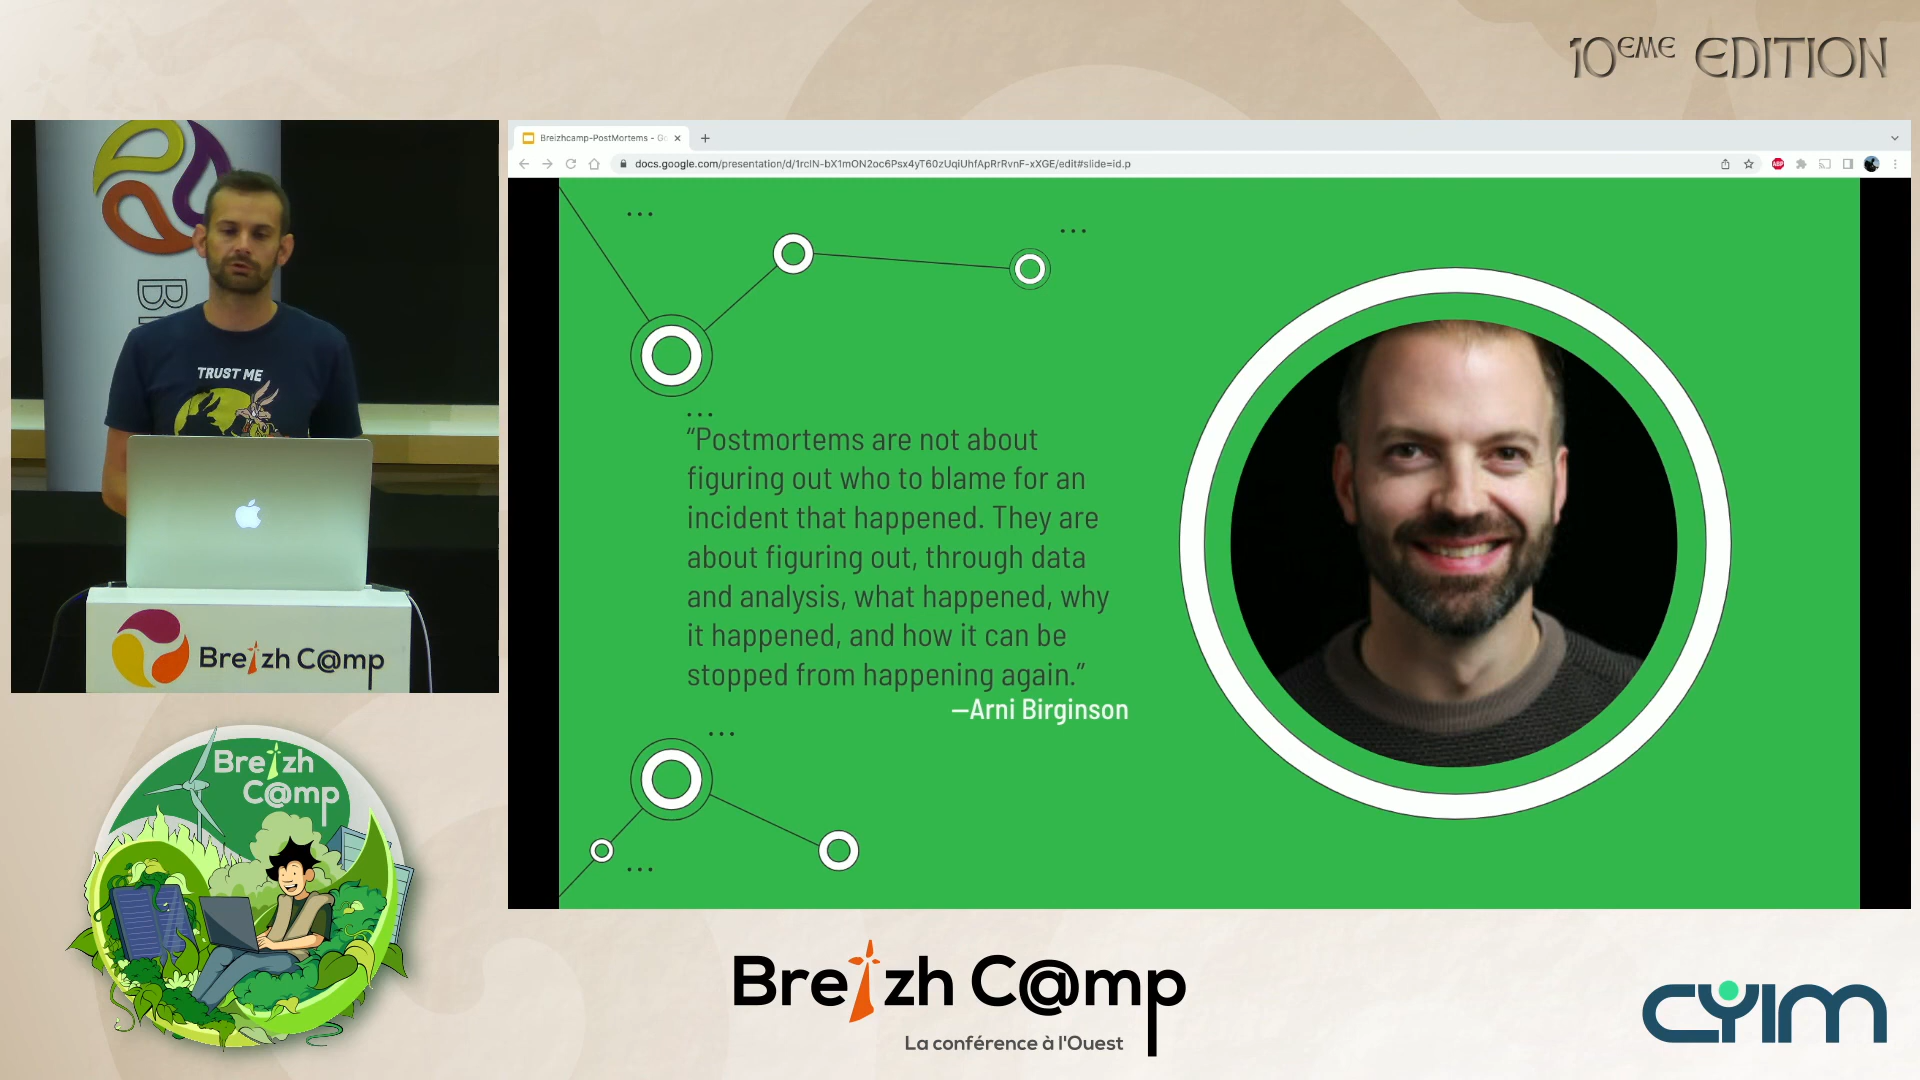 10EME EDITION
Breizhcamp-PostMortems - Go
docs.google.com/presentation/d/1rclN-bX1mON2oc6Psx4yT60zUqiUhfApRrRvnF-xXGE/edit#slide=id.p
ABP
TRUST ME
“Postmortems are not about
figuring out who to blame for an
incident that happened. They are
about figuring out, through data
and analysis, what happened, why
it happened, and how it can be
stopped from happening again.”
—Arni Birginson
Breizh C@mp
Breizh
C@mp
Breizh C@mp
La conférence à l'Ouest
CYIM